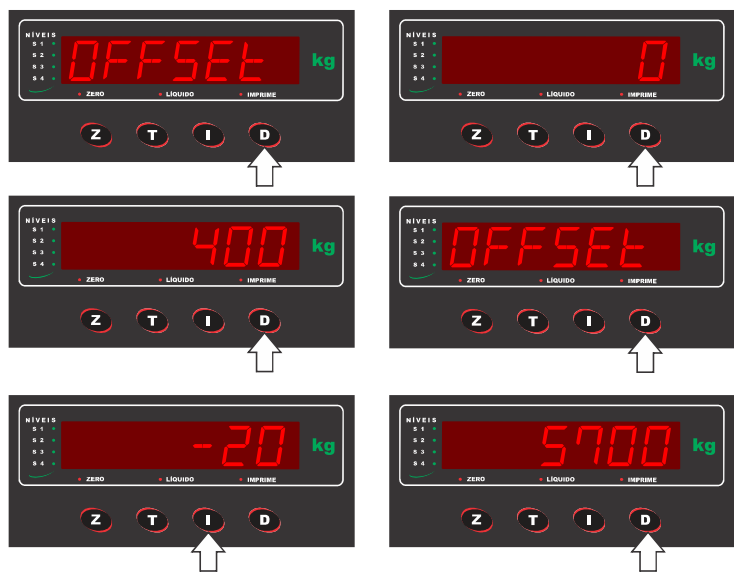 NÍVEIS
S 1
S 2
S 3
S 4
OFFSEt
kg
ZERO LÍQUIDO IMPRIME
Z T I D
NÍVEIS
S 1
S 2
S 3
S 4
0
kg
ZERO LÍQUIDO IMPRIME
Z T I D
NÍVEIS
S 1
S 2
S 3
S 4
400
kg
ZERO LÍQUIDO IMPRIME
Z T I D
NÍVEIS
S 1
S 2
S 3
S 4
OFFSEt
kg
ZERO LÍQUIDO IMPRIME
Z T I D
NÍVEIS
S 1
S 2
S 3
S 4
-20
kg
ZERO LÍQUIDO IMPRIME
Z T I D
NÍVEIS
S 1
S 2
S 3
S 4
5700
kg
ZERO LÍQUIDO IMPRIME
Z T I D